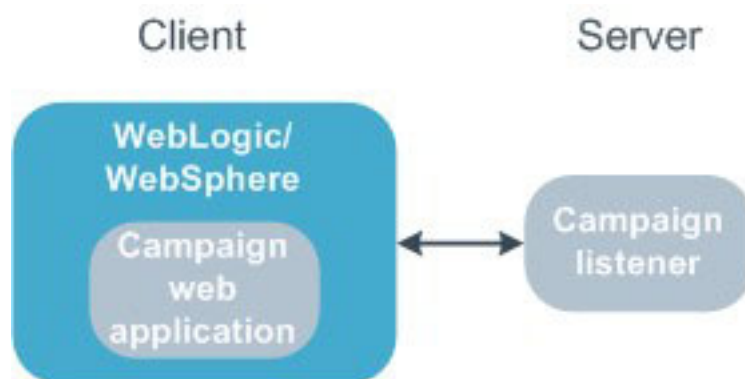 Client
Server
WebLogic/
WebSphere
Campaign
web
application
Campaign
listener